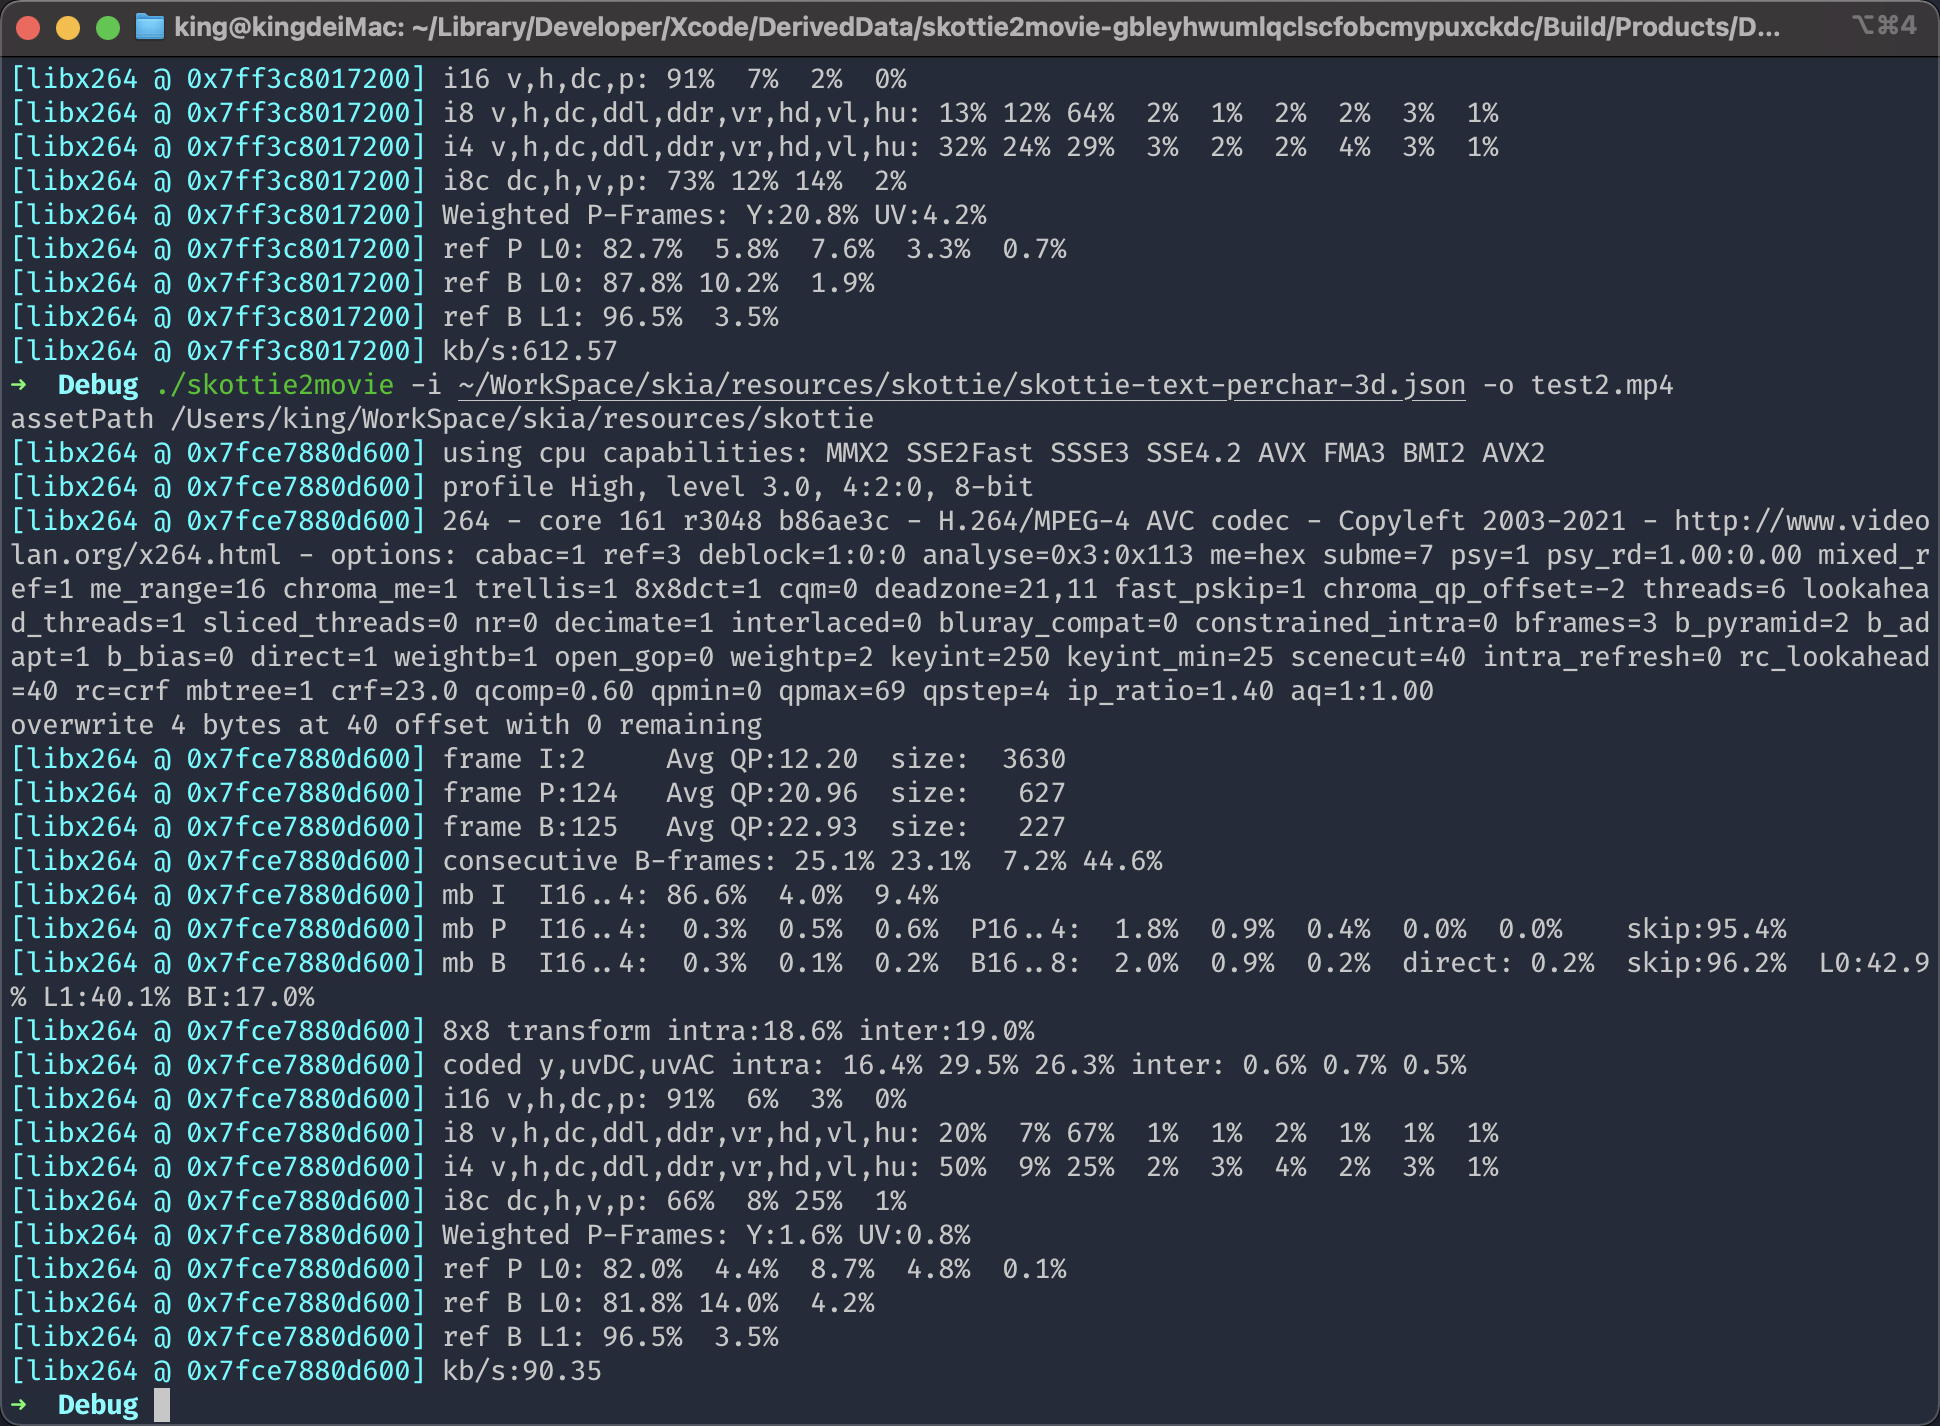 king@kingdeiMac: ~/Library/Developer/Xcode/DerivedData/skottie2movie-gbleyhwumlqclscfobcmypuxckdc/Build/Products/D... ⌥⌘4
[libx264 @ 0x7ff3c8017200] i16 v,h,dc,p: 91%  7%  2%  0%
[libx264 @ 0x7ff3c8017200] i8 v,h,dc,ddl,ddr,vr,hd,vl,hu: 13% 12% 64%  2%  1%  2%  2%  3%  1%
[libx264 @ 0x7ff3c8017200] i4 v,h,dc,ddl,ddr,vr,hd,vl,hu: 32% 24% 29%  3%  2%  2%  4%  3%  1%
[libx264 @ 0x7ff3c8017200] i8c dc,h,v,p: 73% 12% 14%  2%
[libx264 @ 0x7ff3c8017200] Weighted P-Frames: Y:20.8% UV:4.2%
[libx264 @ 0x7ff3c8017200] ref P L0: 82.7%  5.8%  7.6%  3.3%  0.7%
[libx264 @ 0x7ff3c8017200] ref B L0: 87.8% 10.2%  1.9%
[libx264 @ 0x7ff3c8017200] ref B L1: 96.5%  3.5%
[libx264 @ 0x7ff3c8017200] kb/s:612.57
➜  Debug ./skottie2movie -i ~/WorkSpace/skia/resources/skottie/skottie-text-perchar-3d.json -o test2.mp4
assetPath /Users/king/WorkSpace/skia/resources/skottie
[libx264 @ 0x7fce7880d600] using cpu capabilities: MMX2 SSE2Fast SSSE3 SSE4.2 AVX FMA3 BMI2 AVX2
[libx264 @ 0x7fce7880d600] profile High, level 3.0, 4:2:0, 8-bit
[libx264 @ 0x7fce7880d600] 264 - core 161 r3048 b86ae3c - H.264/MPEG-4 AVC codec - Copyleft 2003-2021 - http://www.video
lan.org/x264.html - options: cabac=1 ref=3 deblock=1:0:0 analyse=0x3:0x113 me=hex subme=7 psy=1 psy_rd=1.00:0.00 mixed_r
ef=1 me_range=16 chroma_me=1 trellis=1 8x8dct=1 cqm=0 deadzone=21,11 fast_pskip=1 chroma_qp_offset=-2 threads=6 lookahea
d_threads=1 sliced_threads=0 nr=0 decimate=1 interlaced=0 bluray_compat=0 constrained_intra=0 bframes=3 b_pyramid=2 b_ad
apt=1 b_bias=0 direct=1 weightb=1 open_gop=0 weightp=2 keyint=250 keyint_min=25 scenecut=40 intra_refresh=0 rc_lookahead
=40 rc=crf mbtree=1 crf=23.0 qcomp=0.60 qpmin=0 qpmax=69 qpstep=4 ip_ratio=1.40 aq=1:1.00
overwrite 4 bytes at 40 offset with 0 remaining
[libx264 @ 0x7fce7880d600] frame I:2     Avg QP:12.20  size:  3630
[libx264 @ 0x7fce7880d600] frame P:124   Avg QP:20.96  size:   627
[libx264 @ 0x7fce7880d600] frame B:125   Avg QP:22.93  size:   227
[libx264 @ 0x7fce7880d600] consecutive B-frames: 25.1% 23.1%  7.2% 44.6%
[libx264 @ 0x7fce7880d600] mb I  I16..4: 86.6%  4.0%  9.4%
[libx264 @ 0x7fce7880d600] mb P  I16..4:  0.3%  0.5%  0.6%  P16..4:  1.8%  0.9%  0.4%  0.0%  0.0%    skip:95.4%
[libx264 @ 0x7fce7880d600] mb B  I16..4:  0.3%  0.1%  0.2%  B16..8:  2.0%  0.9%  0.2%  direct: 0.2%  skip:96.2%  L0:42.9
% L1:40.1% BI:17.0%
[libx264 @ 0x7fce7880d600] 8x8 transform intra:18.6% inter:19.0%
[libx264 @ 0x7fce7880d600] coded y,uvDC,uvAC intra: 16.4% 29.5% 26.3% inter: 0.6% 0.7% 0.5%
[libx264 @ 0x7fce7880d600] i16 v,h,dc,p: 91%  6%  3%  0%
[libx264 @ 0x7fce7880d600] i8 v,h,dc,ddl,ddr,vr,hd,vl,hu: 20%  7% 67%  1%  1%  2%  1%  1%  1%
[libx264 @ 0x7fce7880d600] i4 v,h,dc,ddl,ddr,vr,hd,vl,hu: 50%  9% 25%  2%  3%  4%  2%  3%  1%
[libx264 @ 0x7fce7880d600] i8c dc,h,v,p: 66%  8% 25%  1%
[libx264 @ 0x7fce7880d600] Weighted P-Frames: Y:1.6% UV:0.8%
[libx264 @ 0x7fce7880d600] ref P L0: 82.0%  4.4%  8.7%  4.8%  0.1%
[libx264 @ 0x7fce7880d600] ref B L0: 81.8% 14.0%  4.2%
[libx264 @ 0x7fce7880d600] ref B L1: 96.5%  3.5%
[libx264 @ 0x7fce7880d600] kb/s:90.35
➜  Debug